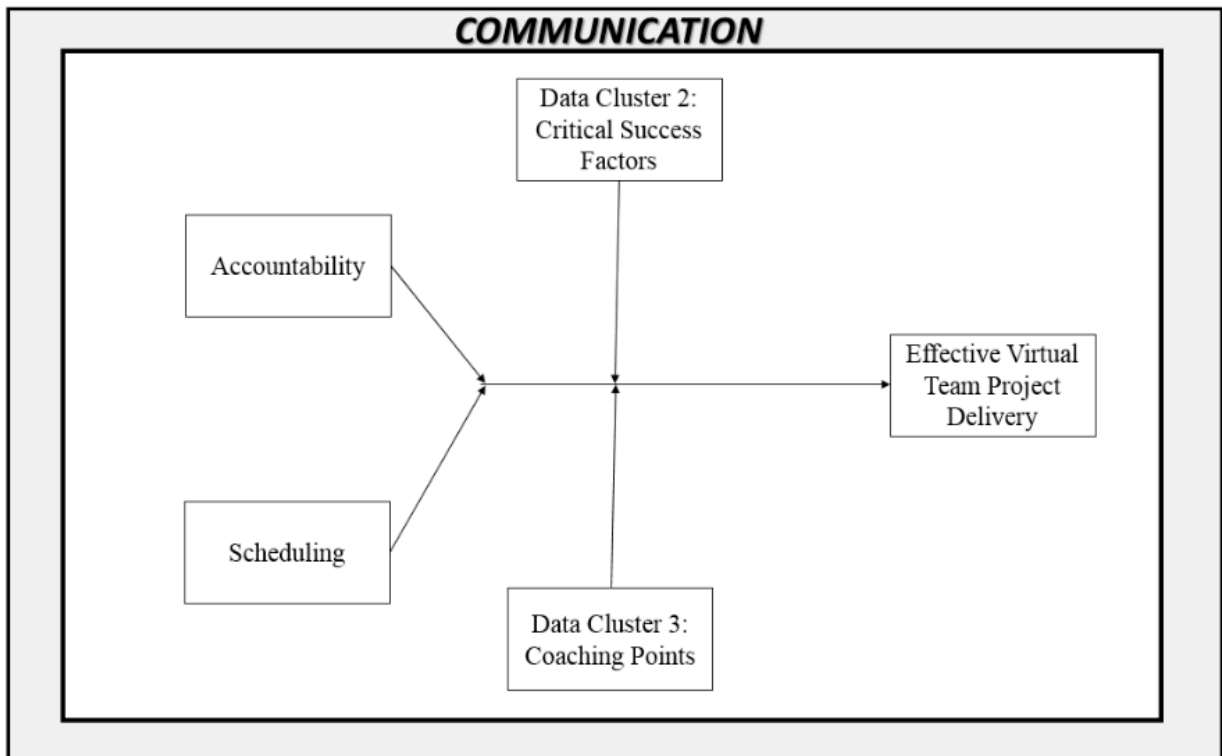 COMMUNICATION
Data Cluster 2:
Critical Success
Factors
Accountability
Effective Virtual
Team Project
Delivery
Scheduling
Data Cluster 3:
Coaching Points